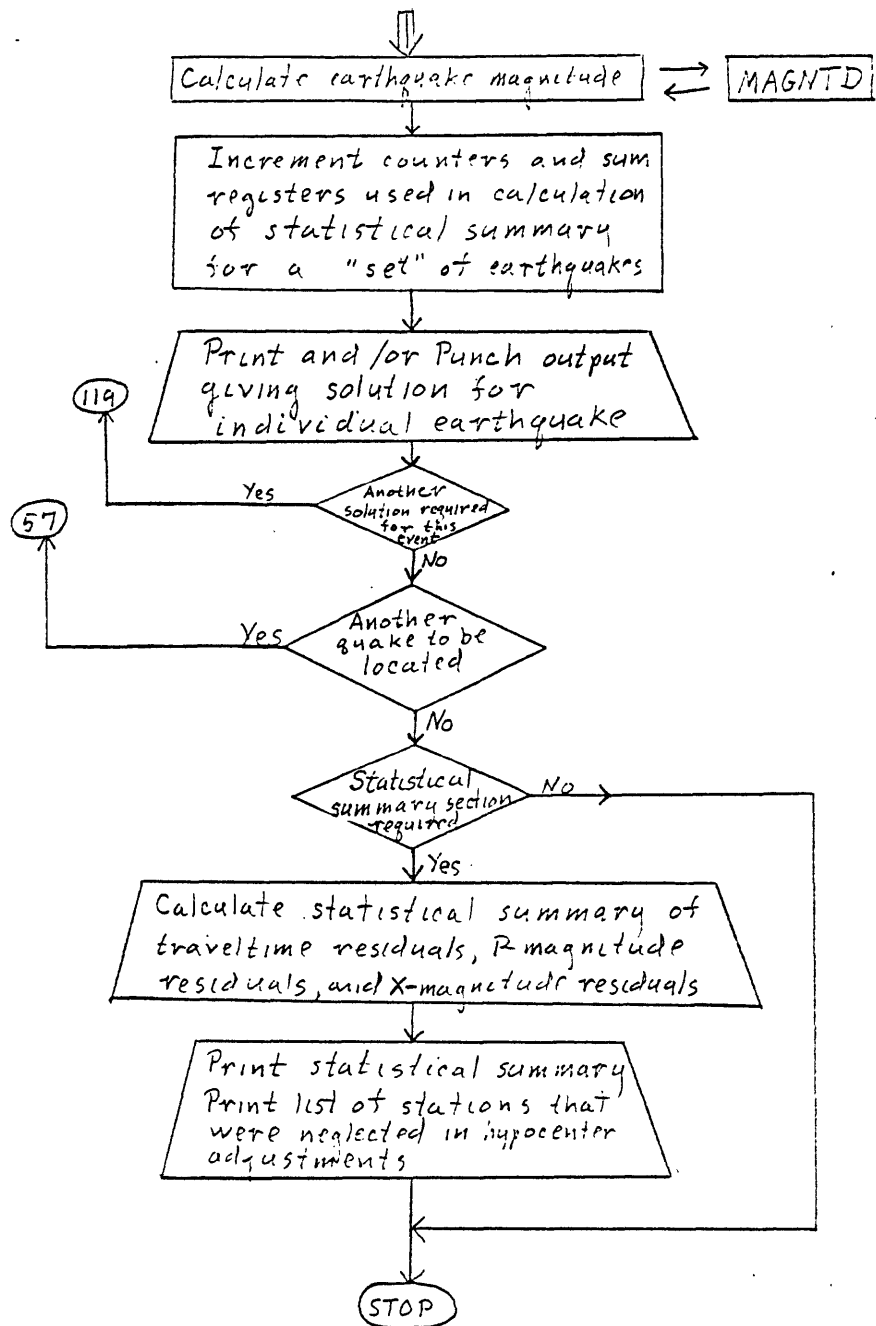 Calculate earthquake magnitude
MAGNTD
Increment counters and sum
registers used in calculation
of statistical summary
for a "set" of earthquakes
Print and /or Punch output
giving solution for
individual earthquake
119
Yes
Another
solution required
for this
event
57
No
Yes
Another
quake to be
located
No
Statistical
summary section
required
No
Yes
Calculate statistical summary of
traveltime residuals, P-magnitude
residuals, and X-magnitude residuals
Print statistical summary
Print list of stations that
were neglected in hypocenter
adjustments
STOP